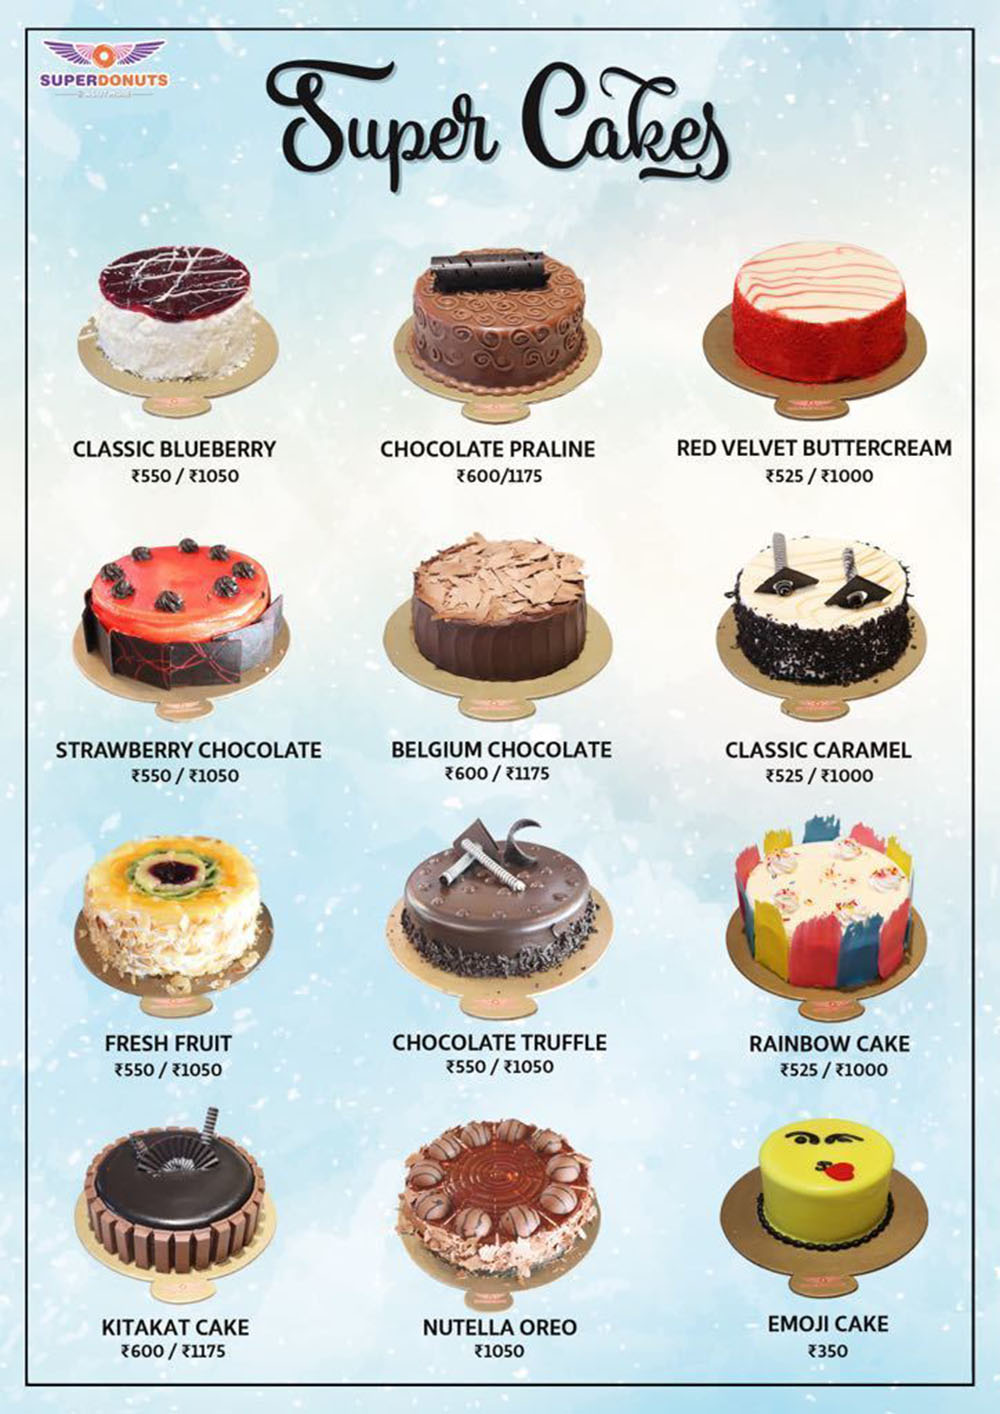 SUPERDONUTS
Super Cakes
CLASSIC BLUEBERRY
₹550 / ₹1050
CHOCOLATE PRALINE
₹600/1175
RED VELVET BUTTERCREAM
₹525 / ₹1000
STRAWBERRY CHOCOLATE
₹550 / ₹1050
BELGIUM CHOCOLATE
₹600 / ₹1175
CLASSIC CARAMEL
₹525 / ₹1000
FRESH FRUIT
₹550 / ₹1050
CHOCOLATE TRUFFLE
₹550 / ₹1050
RAINBOW CAKE
₹525 / ₹1000
KITAKAT CAKE
₹600 / ₹1175
NUTELLA OREO
₹1050
EMOJI CAKE
₹350